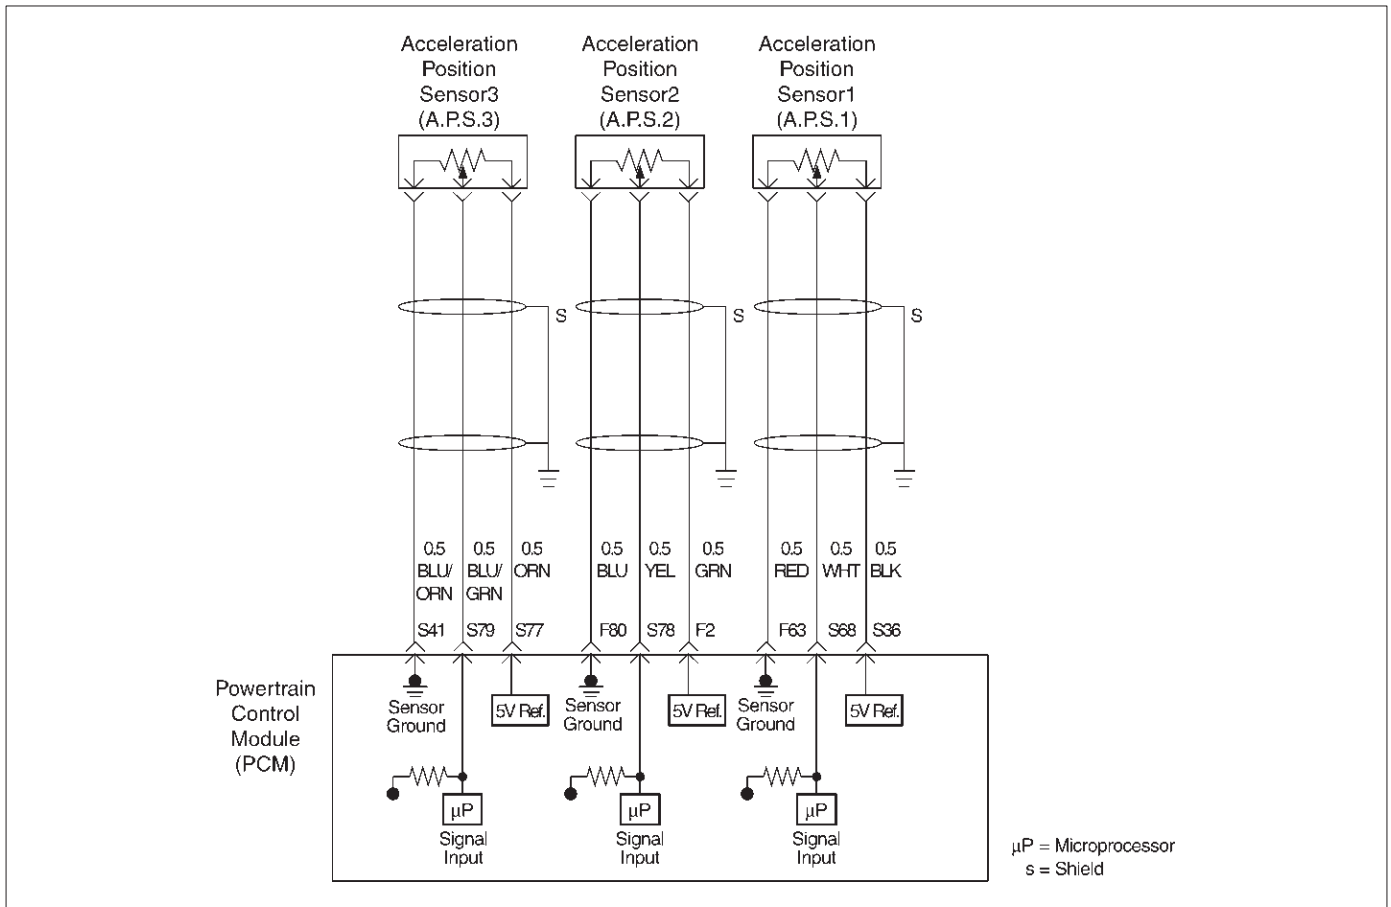 Acceleration
Position
Sensor3
(A.P.S.3)
Acceleration
Position
Sensor2
(A.P.S.2)
Acceleration
Position
Sensor1
(A.P.S.1)
S
S
S
0.5
BLU/
ORN
0.5
BLU/
GRN
0.5
ORN
0.5
BLU
0.5
YEL
0.5
GRN
0.5
RED
0.5
WHT
0.5
BLK
S41
S79
S77
F80
S78
F2
F63
S68
S36
Powertrain
Control
Module
(PCM)
Sensor
Ground
5V Ref.
Sensor
Ground
5V Ref.
Sensor
Ground
5V Ref.
µP
Signal
Input
µP
Signal
Input
µP
Signal
Input
µP = Microprocessor
s = Shield